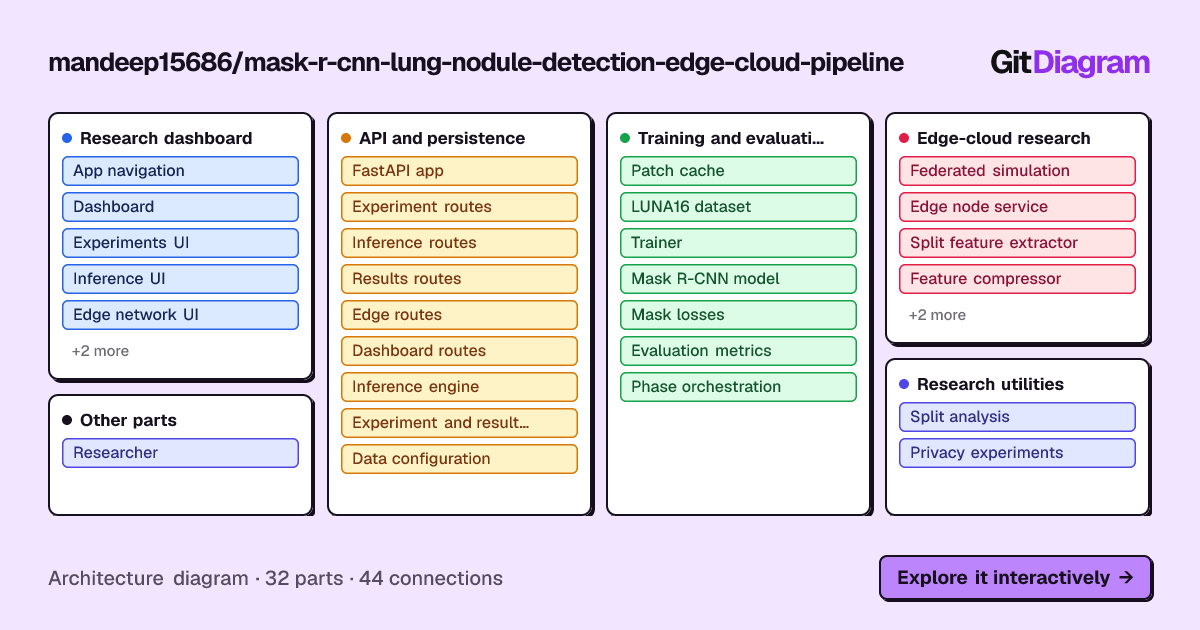 mandeep15686/mask-r-cnn-lung-nodule-detection-edge-cloud-pipeline
GitDiagram
Research dashboard
App navigation
Dashboard
Experiments UI
Inference UI
Edge network UI
+2 more
Other parts
Researcher
API and persistence
FastAPI app
Experiment routes
Inference routes
Results routes
Edge routes
Dashboard routes
Inference engine
Experiment and result...
Data configuration
Training and evaluati...
Patch cache
LUNA16 dataset
Trainer
Mask R-CNN model
Mask losses
Evaluation metrics
Phase orchestration
Edge-cloud research
Federated simulation
Edge node service
Split feature extractor
Feature compressor
+2 more
Research utilities
Split analysis
Privacy experiments
Architecture diagram · 32 parts · 44 connections
Explore it interactively →